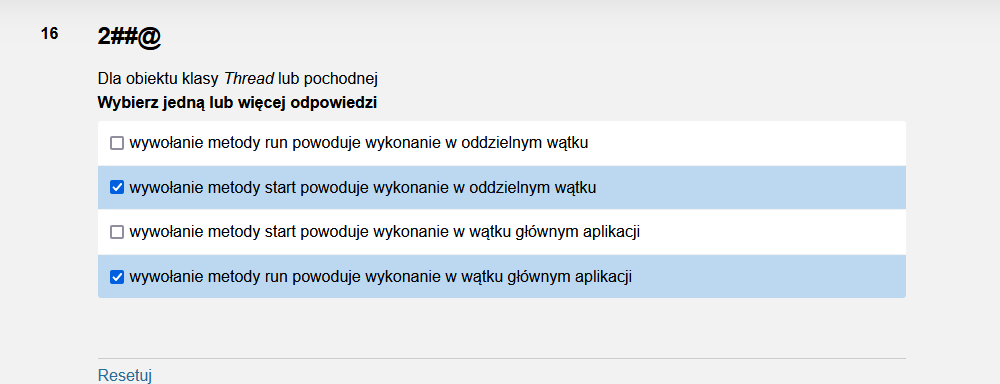 16
2##@
Dla obiektu klasy Thread lub pochodnej
Wybierz jedną lub więcej odpowiedzi
wywołanie metody run powoduje wykonanie w oddzielnym wątku
wywołanie metody start powoduje wykonanie w oddzielnym wątku
wywołanie metody start powoduje wykonanie w wątku głównym aplikacji
wywołanie metody run powoduje wykonanie w wątku głównym aplikacji
Resetuj